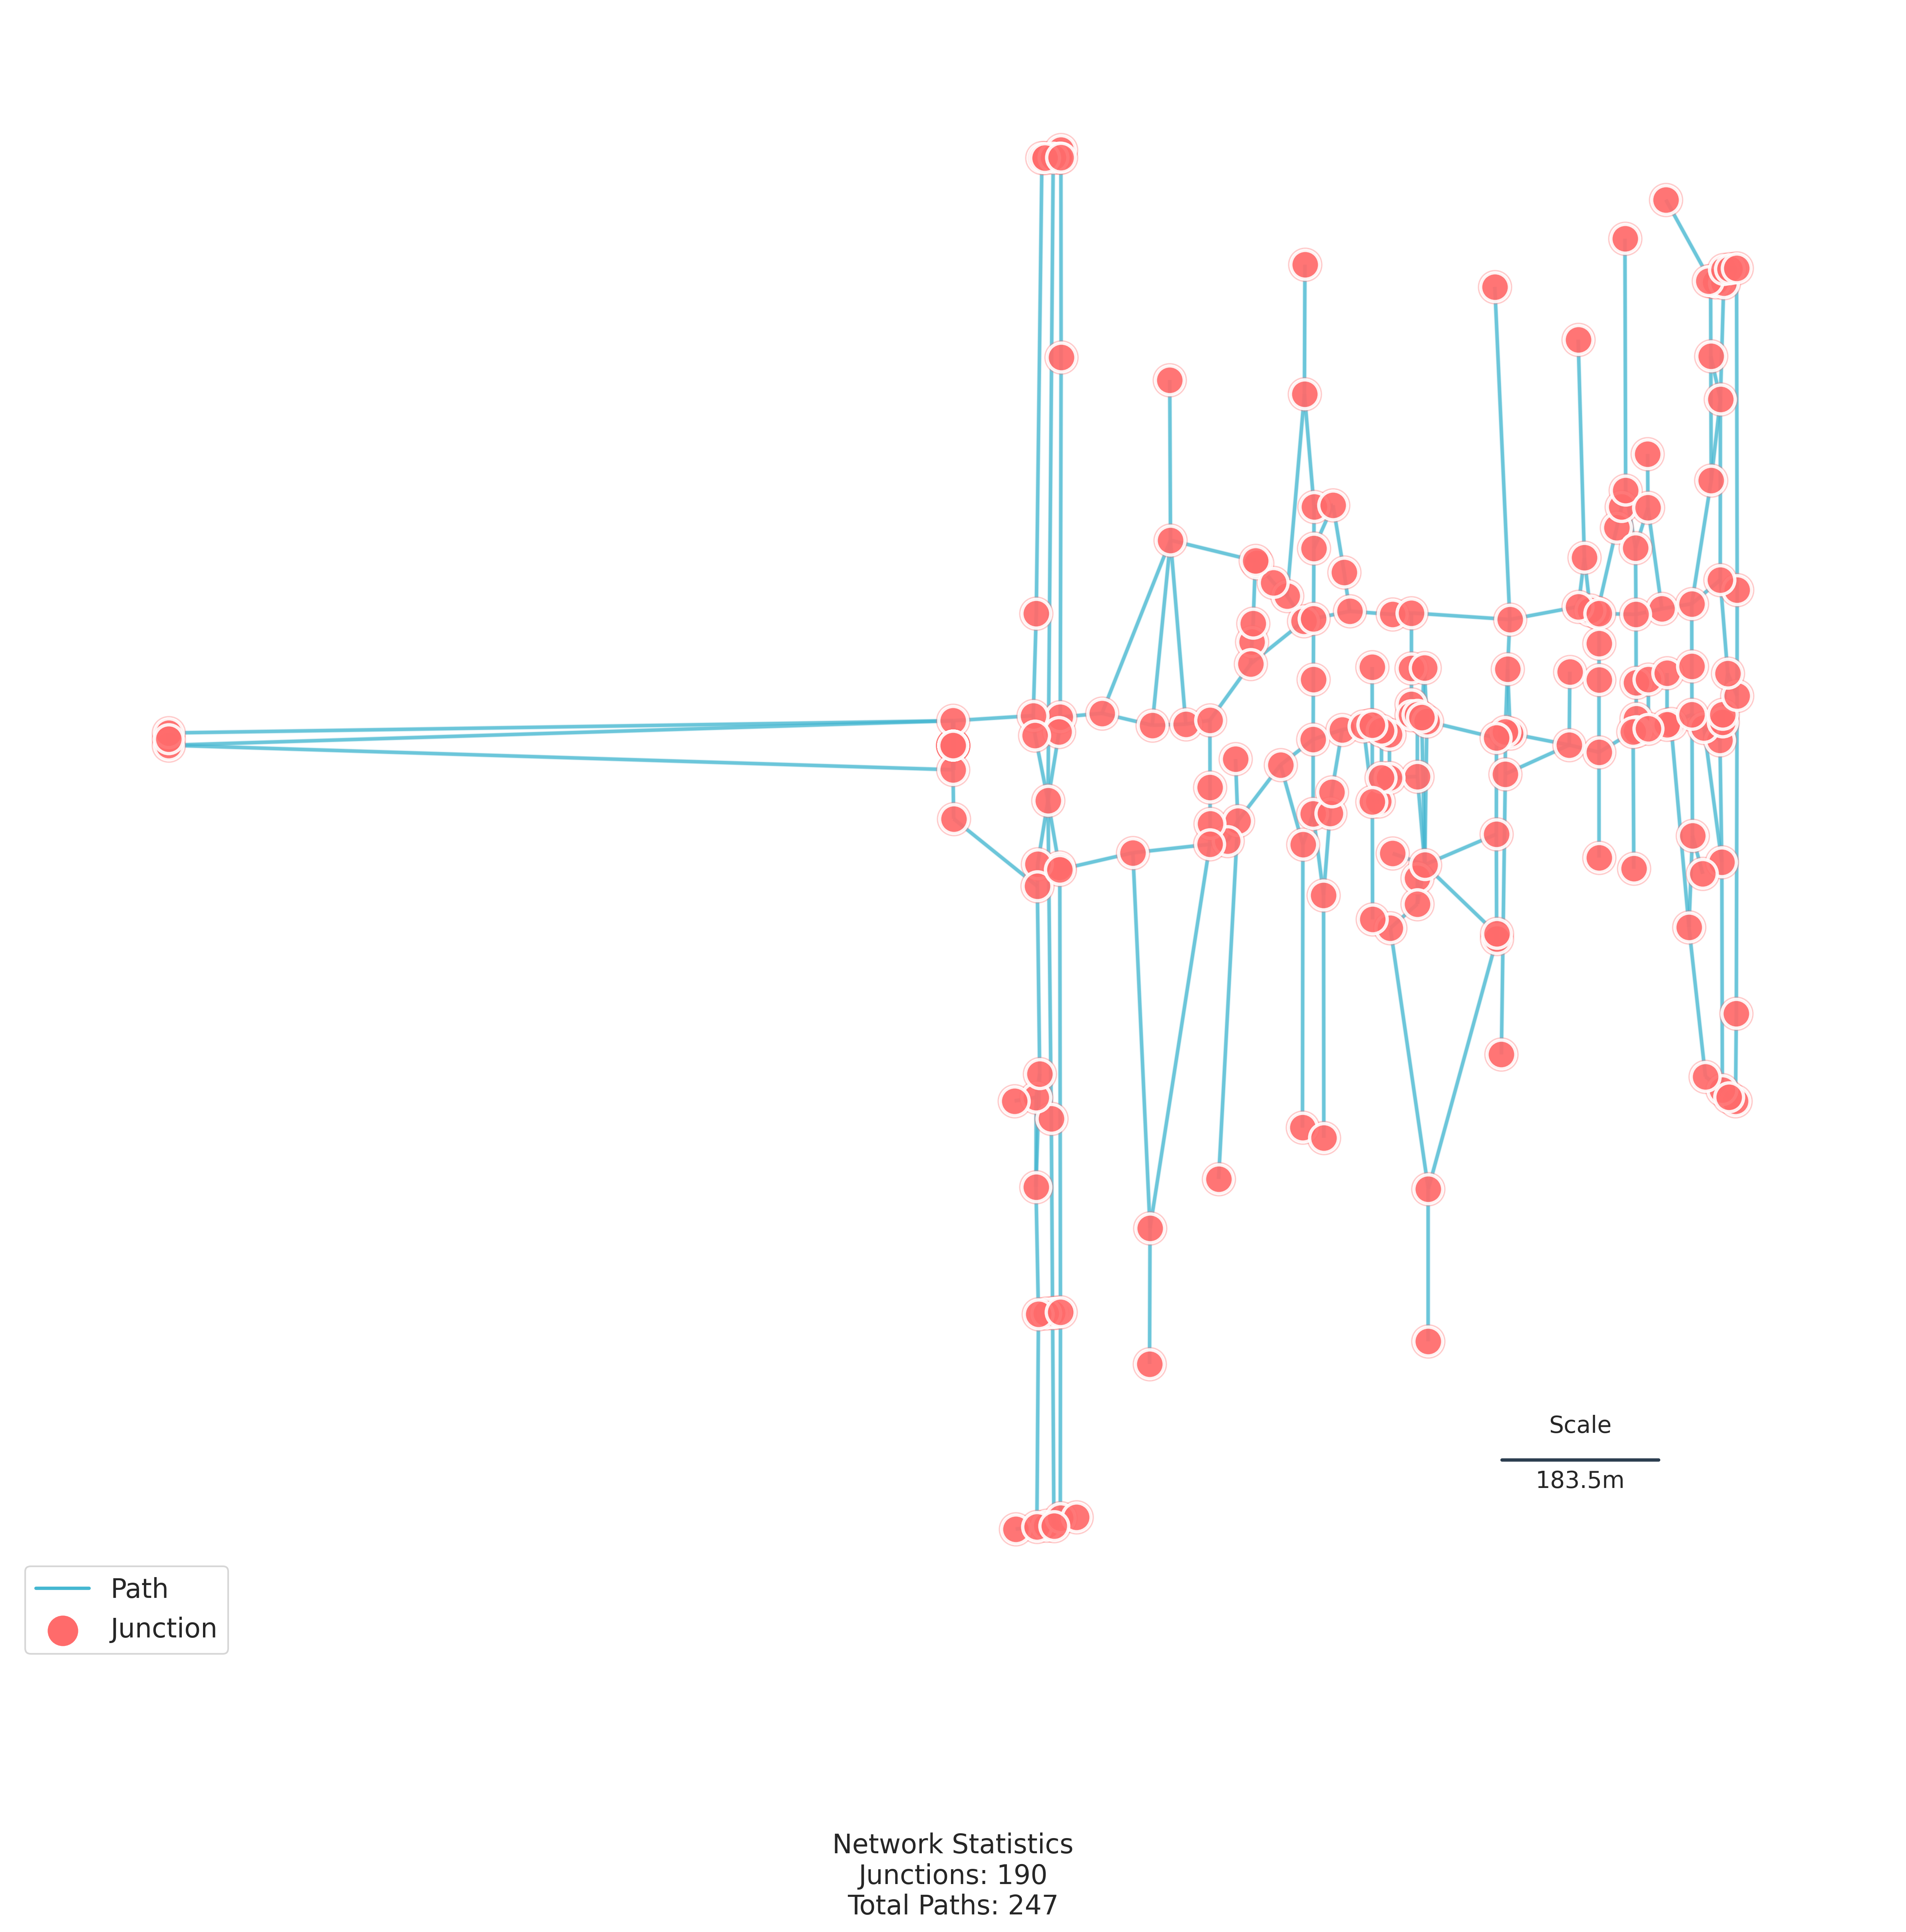 Scale
183.5m
Path
Junction
Network Statistics
Junctions: 190
Total Paths: 247